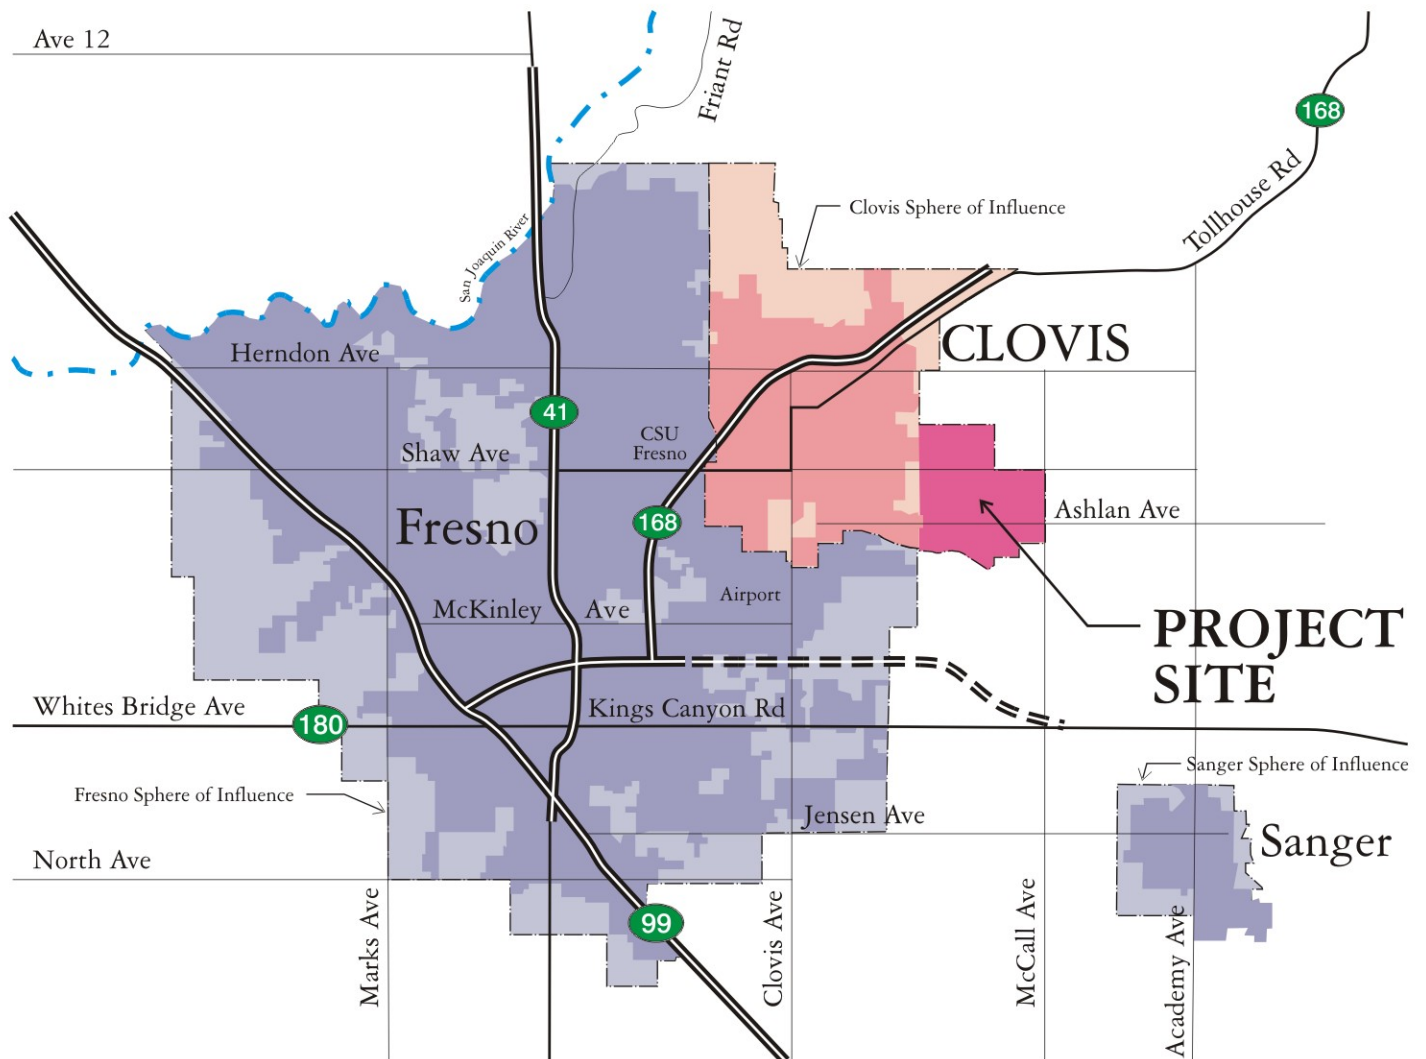 Ave 12
Friant Rd
168
Tollhouse Rd
Clovis Sphere of Influence
San Joaquin River
Herndon Ave
CLOVIS
41
CSU
Fresno
Shaw Ave
Fresno
168
Ashlan Ave
Airport
McKinley Ave
PROJECT
SITE
Whites Bridge Ave
180
Kings Canyon Rd
Sanger Sphere of Influence
Fresno Sphere of Influence
Jensen Ave
Sanger
North Ave
99
Marks Ave
Clovis Ave
McCall Ave
Academy Ave